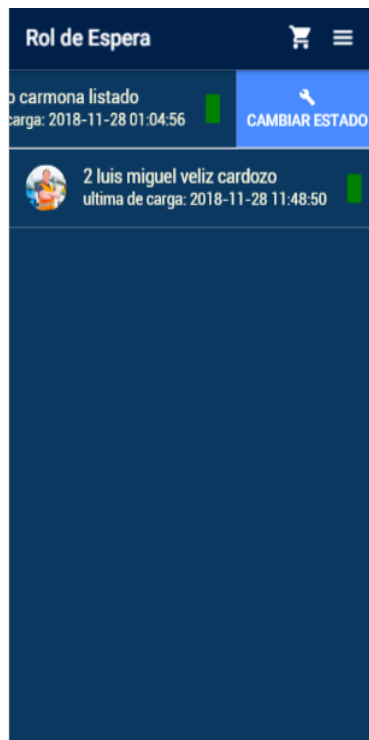 Rol de Espera
o carmona listado
carga: 2018-11-28 01:04:56
CAMBIAR ESTADO
2 luis miguel veliz cardozo
ultima de carga: 2018-11-28 11:48:50